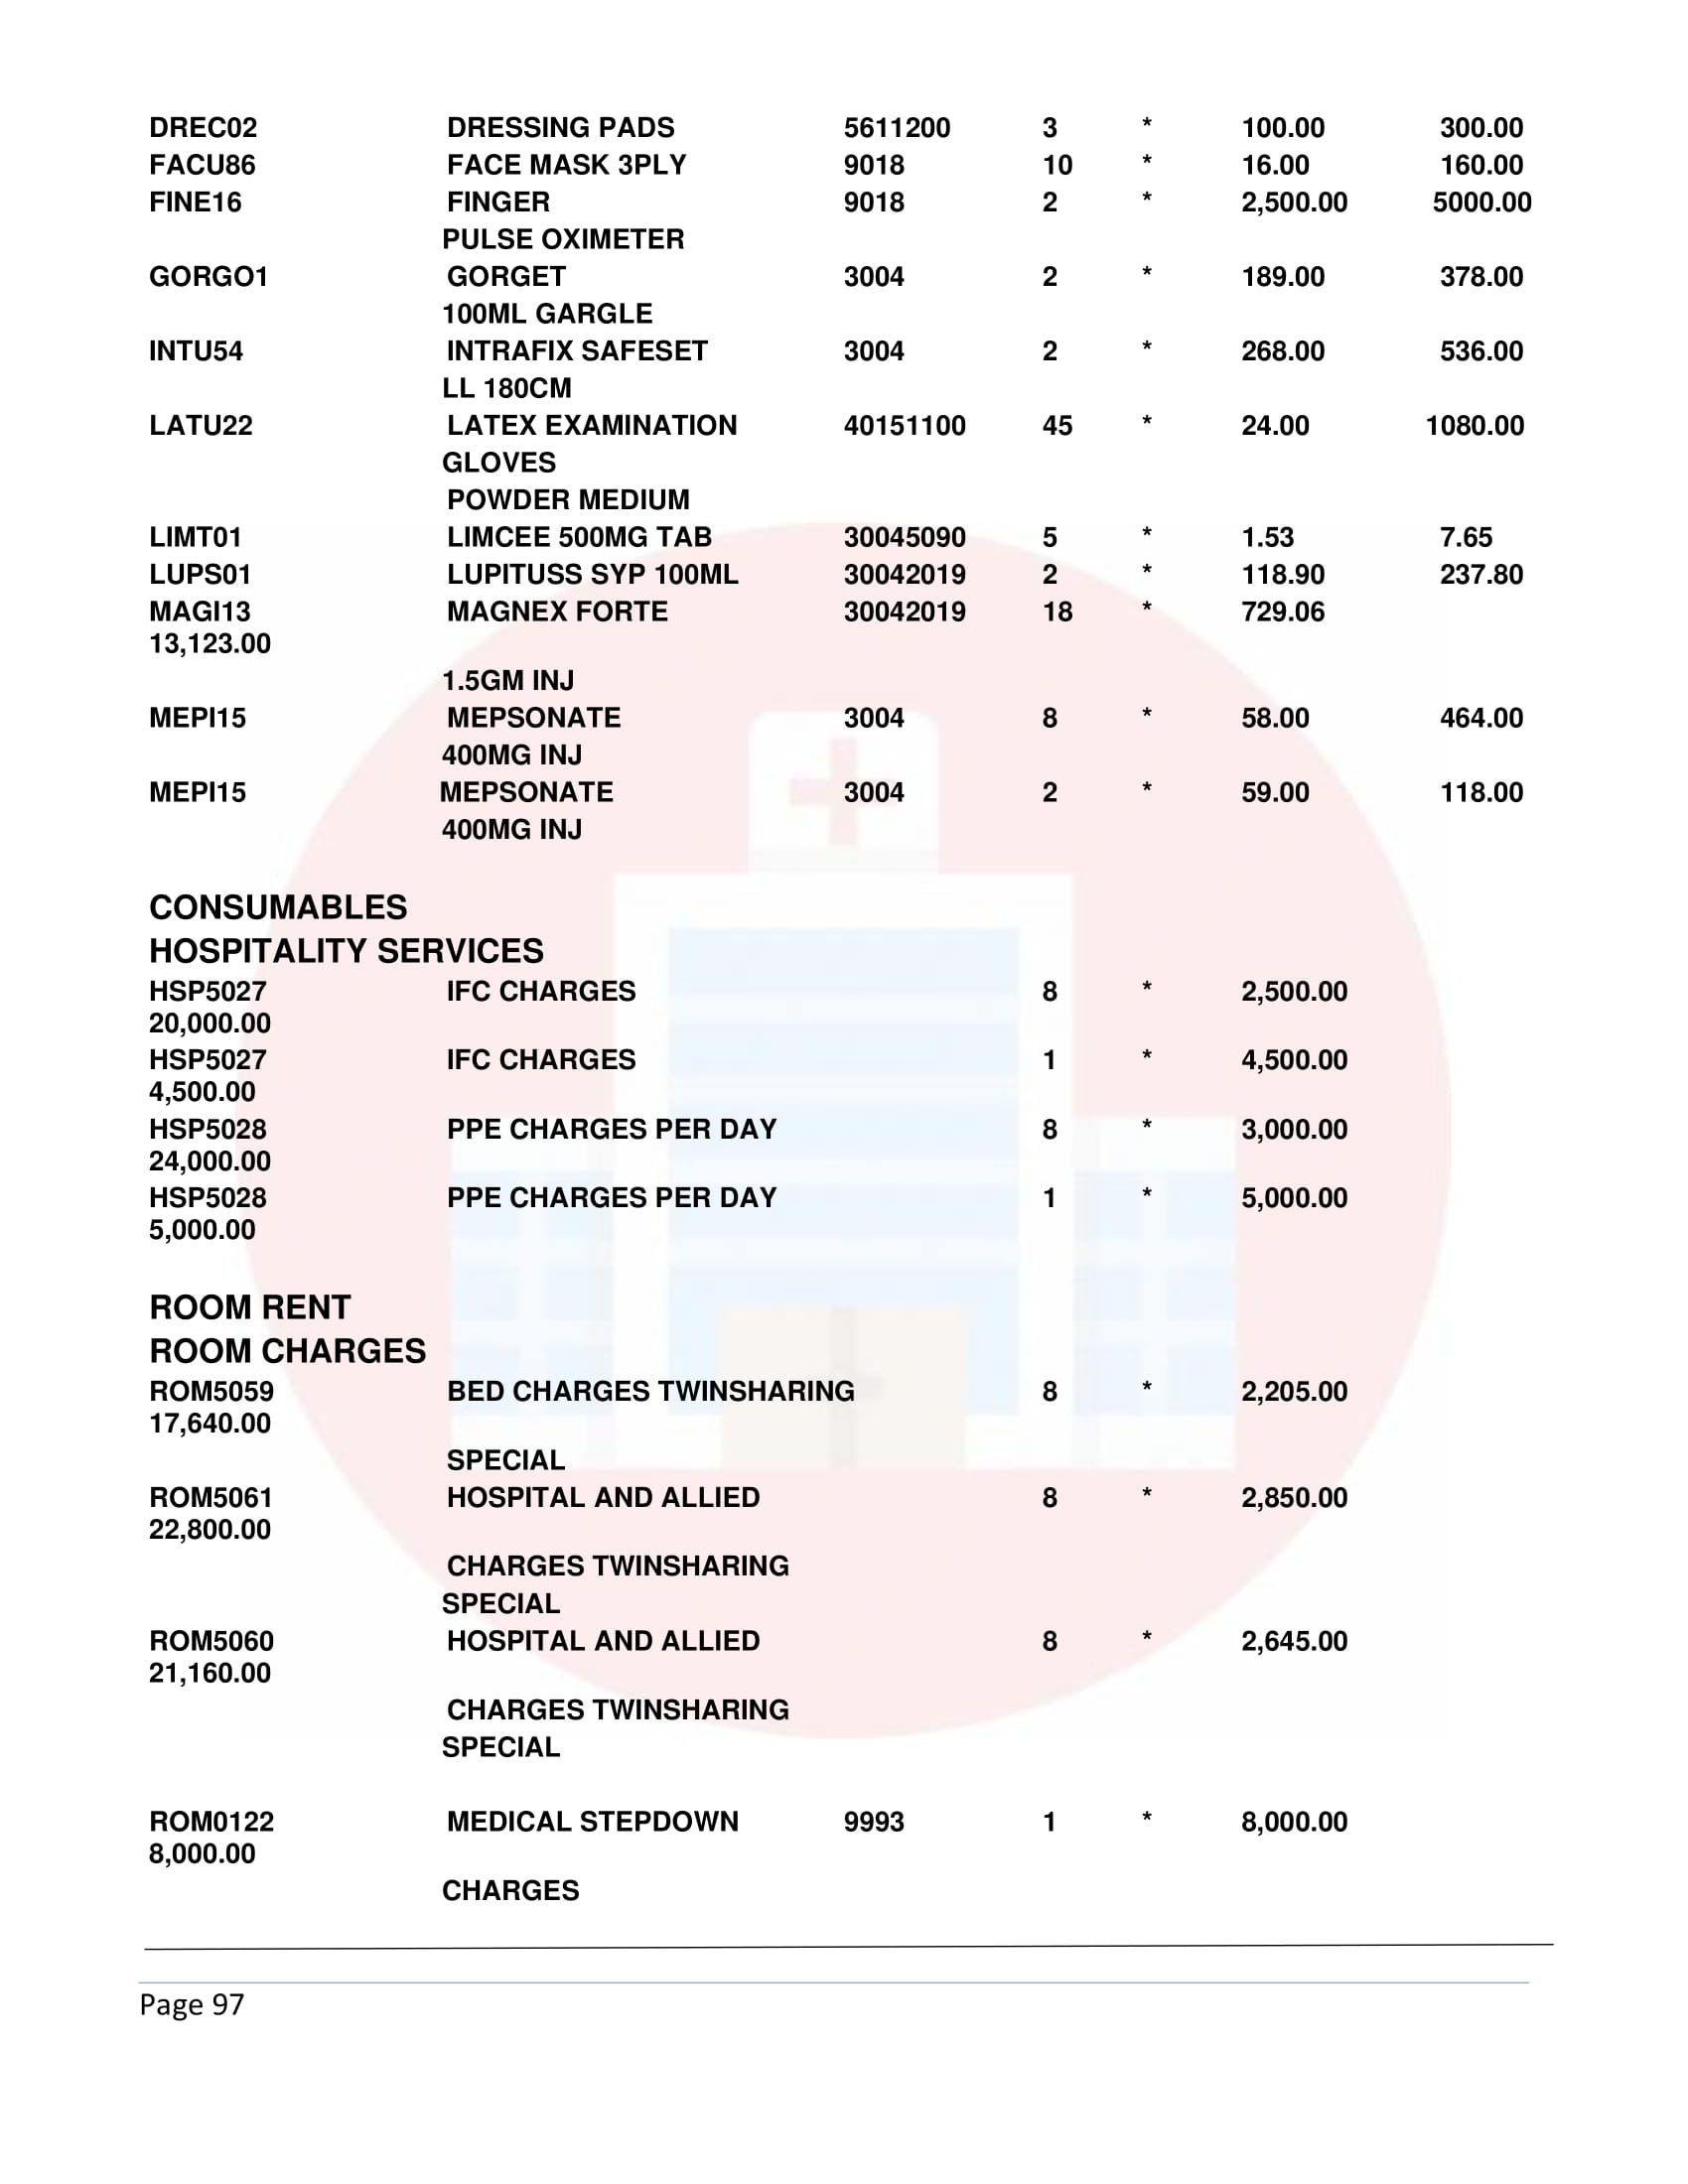 DREC02 DRESSING PADS 5611200 3 * 100.00 300.00
FACU86 FACE MASK 3PLY 9018 10 * 16.00 160.00
FINE16 FINGER 9018 2 * 2,500.00 5000.00
PULSE OXIMETER
GORGO1 GORGET 3004 2 * 189.00 378.00
100ML GARGLE
INTU54 INTRAFIX SAFESET 3004 2 * 268.00 536.00
LL 180CM
LATU22 LATEX EXAMINATION 40151100 45 * 24.00 1080.00
GLOVES
POWDER MEDIUM
LIMT01 LIMCEE 500MG TAB 30045090 5 * 1.53 7.65
LUPS01 LUPITUSS SYP 100ML 30042019 2 * 118.90 237.80
MAGI13 MAGNEX FORTE 30042019 18 * 729.06
13,123.00
1.5GM INJ
MEPI15 MEPSONATE 3004 8 * 58.00 464.00
400MG INJ
MEPI15 MEPSONATE 3004 2 * 59.00 118.00
400MG INJ
CONSUMABLES
HOSPITALITY SERVICES
HSP5027 IFC CHARGES 8 * 2,500.00
20,000.00
HSP5027 IFC CHARGES 1 * 4,500.00
4,500.00
HSP5028 PPE CHARGES PER DAY 8 * 3,000.00
24,000.00
HSP5028 PPE CHARGES PER DAY 1 * 5,000.00
5,000.00
ROOM RENT
ROOM CHARGES
ROM5059 BED CHARGES TWINSHARING 8 * 2,205.00
17,640.00
SPECIAL
ROM5061 HOSPITAL AND ALLIED 8 * 2,850.00
22,800.00
CHARGES TWINSHARING
SPECIAL
ROM5060 HOSPITAL AND ALLIED 8 * 2,645.00
21,160.00
CHARGES TWINSHARING
SPECIAL
ROM0122 MEDICAL STEPDOWN 9993 1 * 8,000.00
8,000.00
CHARGES
Page 97